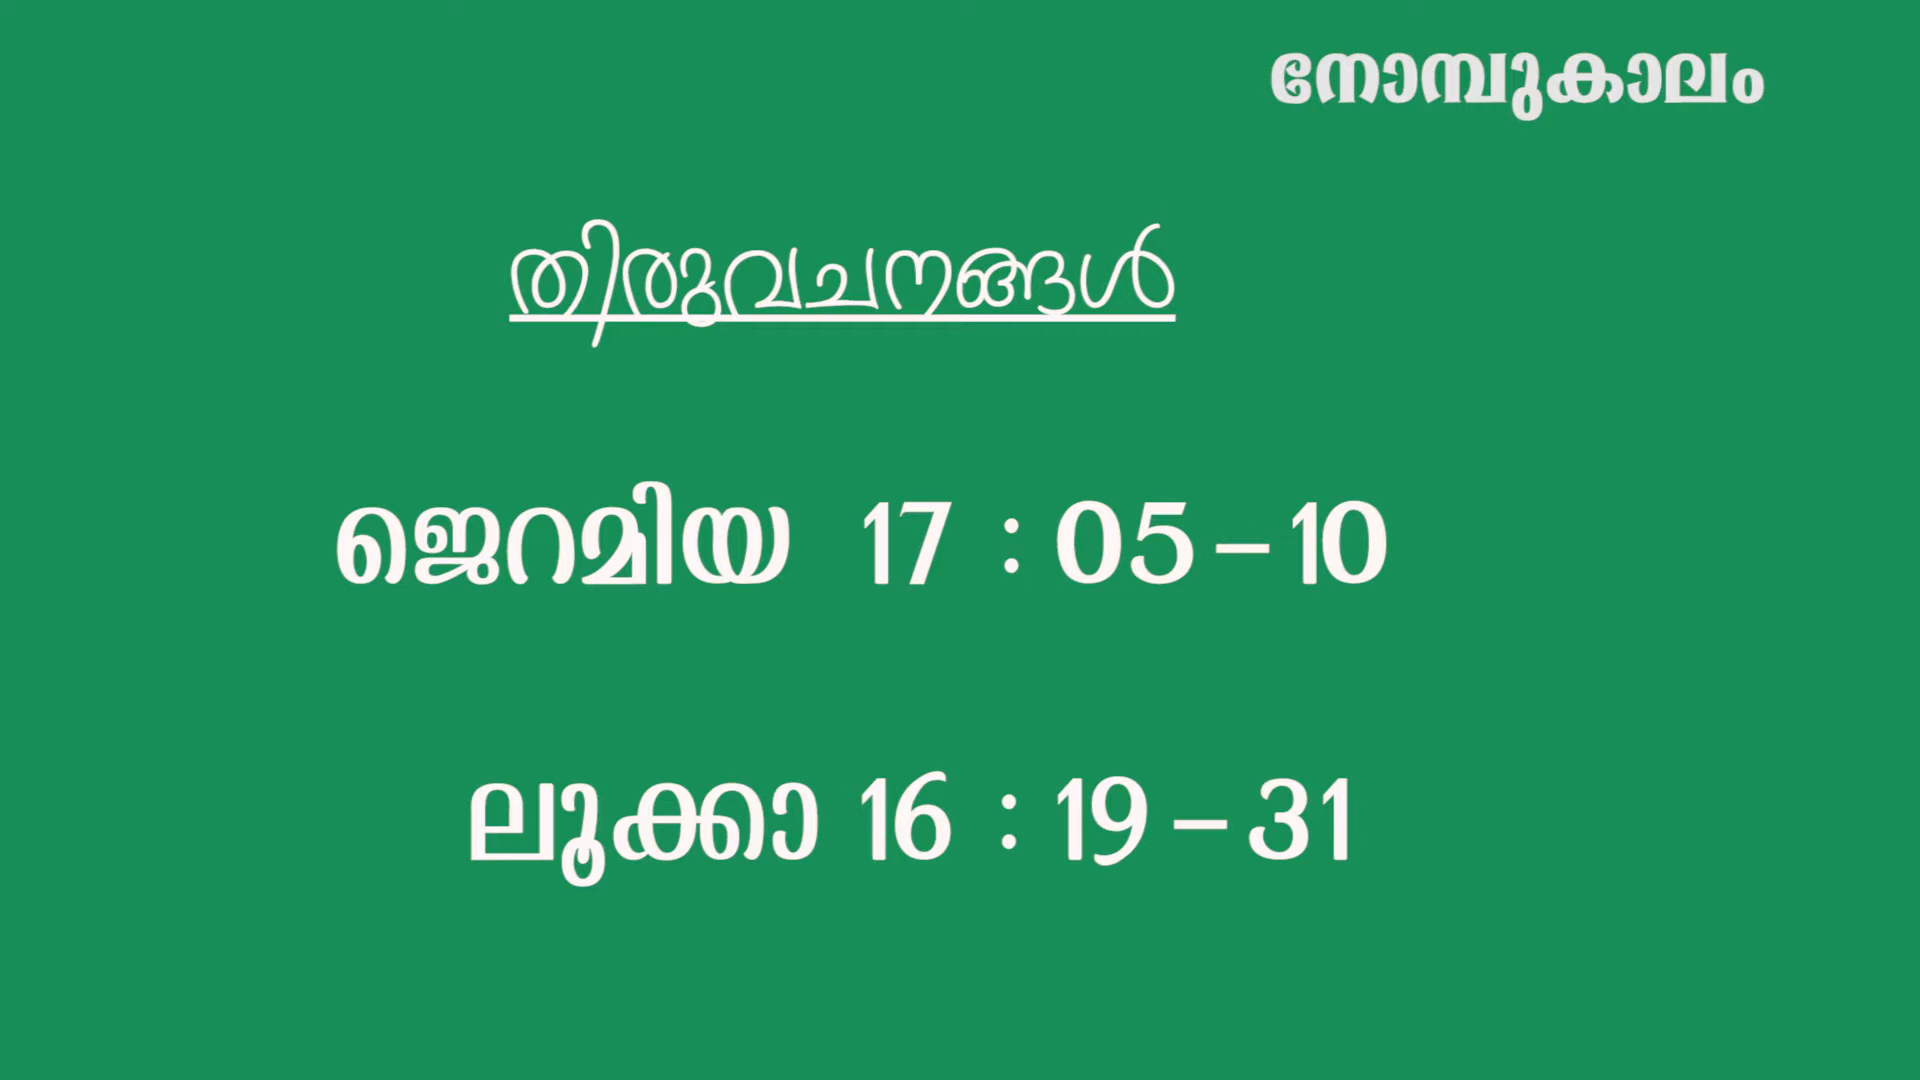 നോമ്പുകാലം
തിരുവചനങ്ങൾ
ജെറമിയ 17 : 05 - 10
ലൂക്കാ 16 : 19 - 31